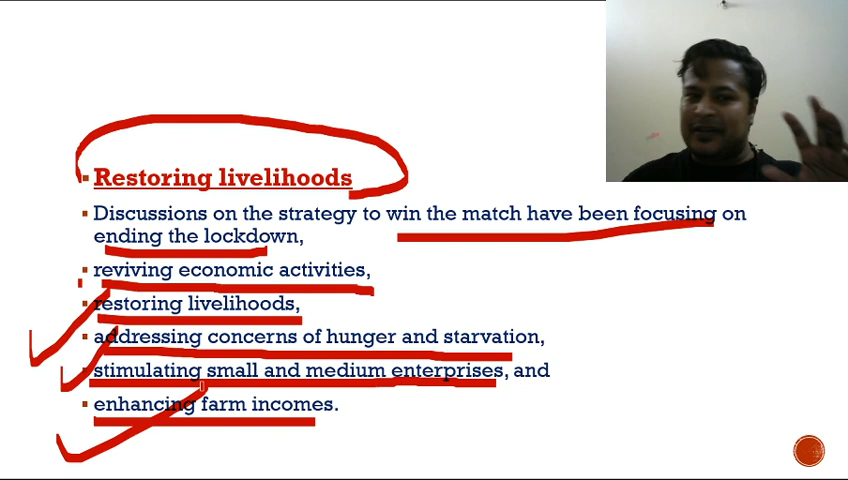 Restoring livelihoods
Discussions on the strategy to win the match have been focusing on
ending the lockdown,
reviving economic activities,
restoring livelihoods,
addressing concerns of hunger and starvation,
stimulating small and medium enterprises, and
enhancing farm incomes.